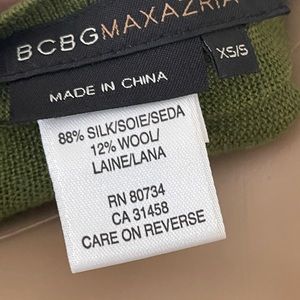 BCBGMAXAZRIA
XS/S
MADE IN CHINA
88% SILK/SOIE/SEDA
12% WOOL/
LAINE/LANA
RN 80734
CA 31458
CARE ON REVERSE